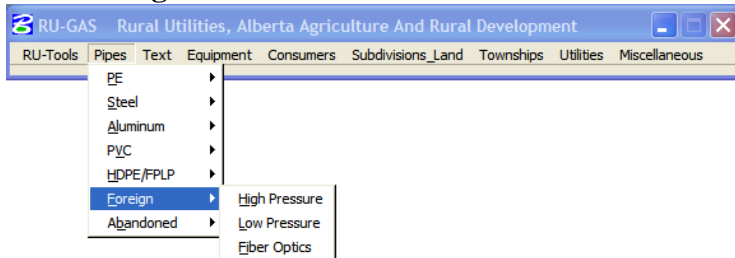 RU-GAS Rural Utilities, Alberta Agriculture And Rural Development
RU-Tools Pipes Text Equipment Consumers Subdivisions_Land Townships Utilities Miscellaneous
PE
Steel
Aluminum
PVC
HDPE/FPLP
Foreign High Pressure
Abandoned Low Pressure
Fiber Optics